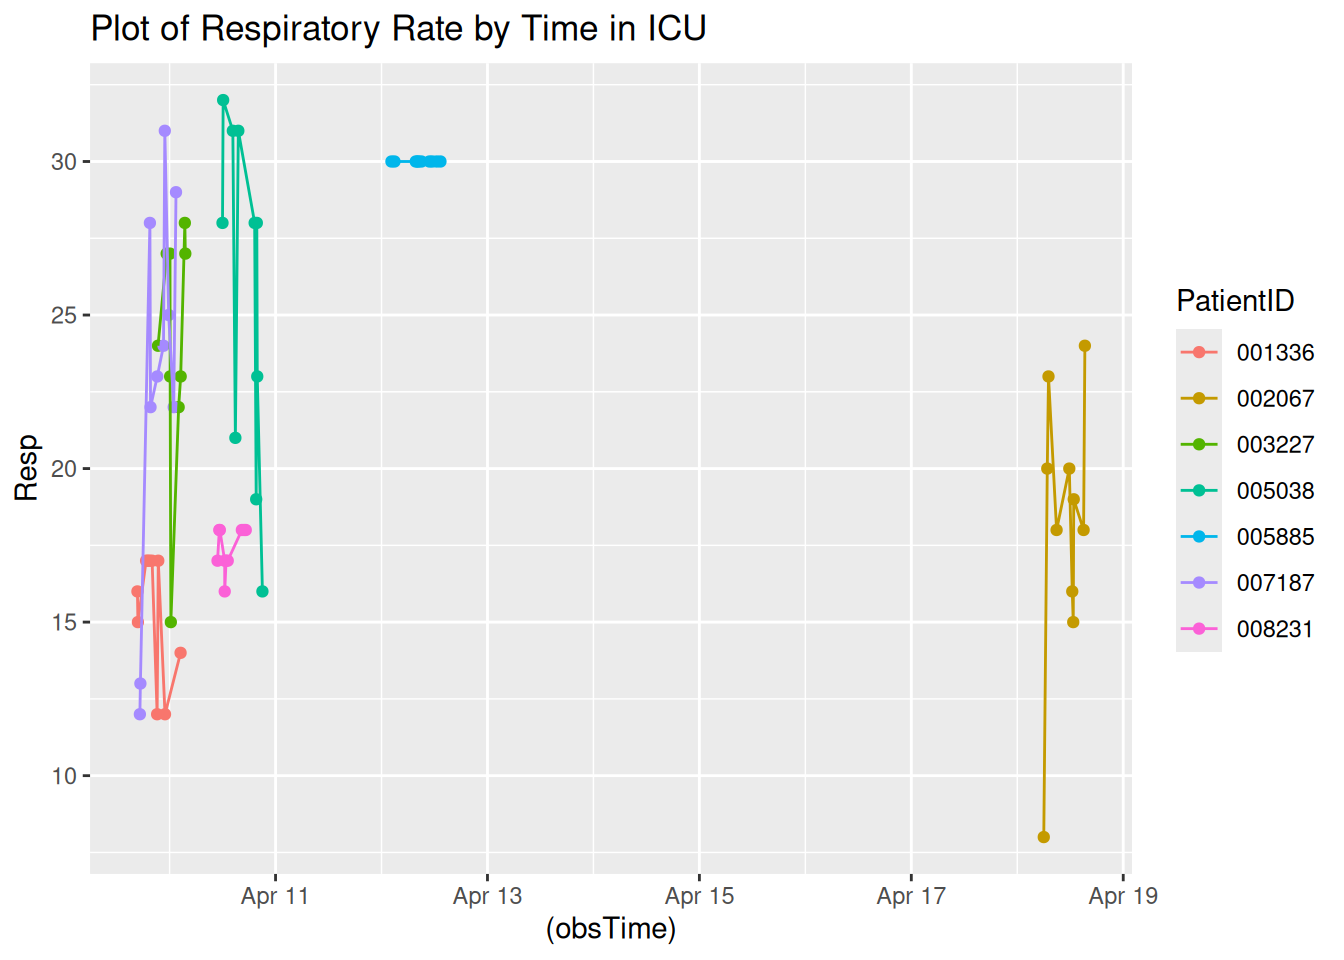 Plot of Respiratory Rate by Time in ICU
Resp
30
25
20
15
10
Apr 11
Apr 13
Apr 15
Apr 17
Apr 19
(obsTime)
PatientID
001336
002067
003227
005038
005885
007187
008231